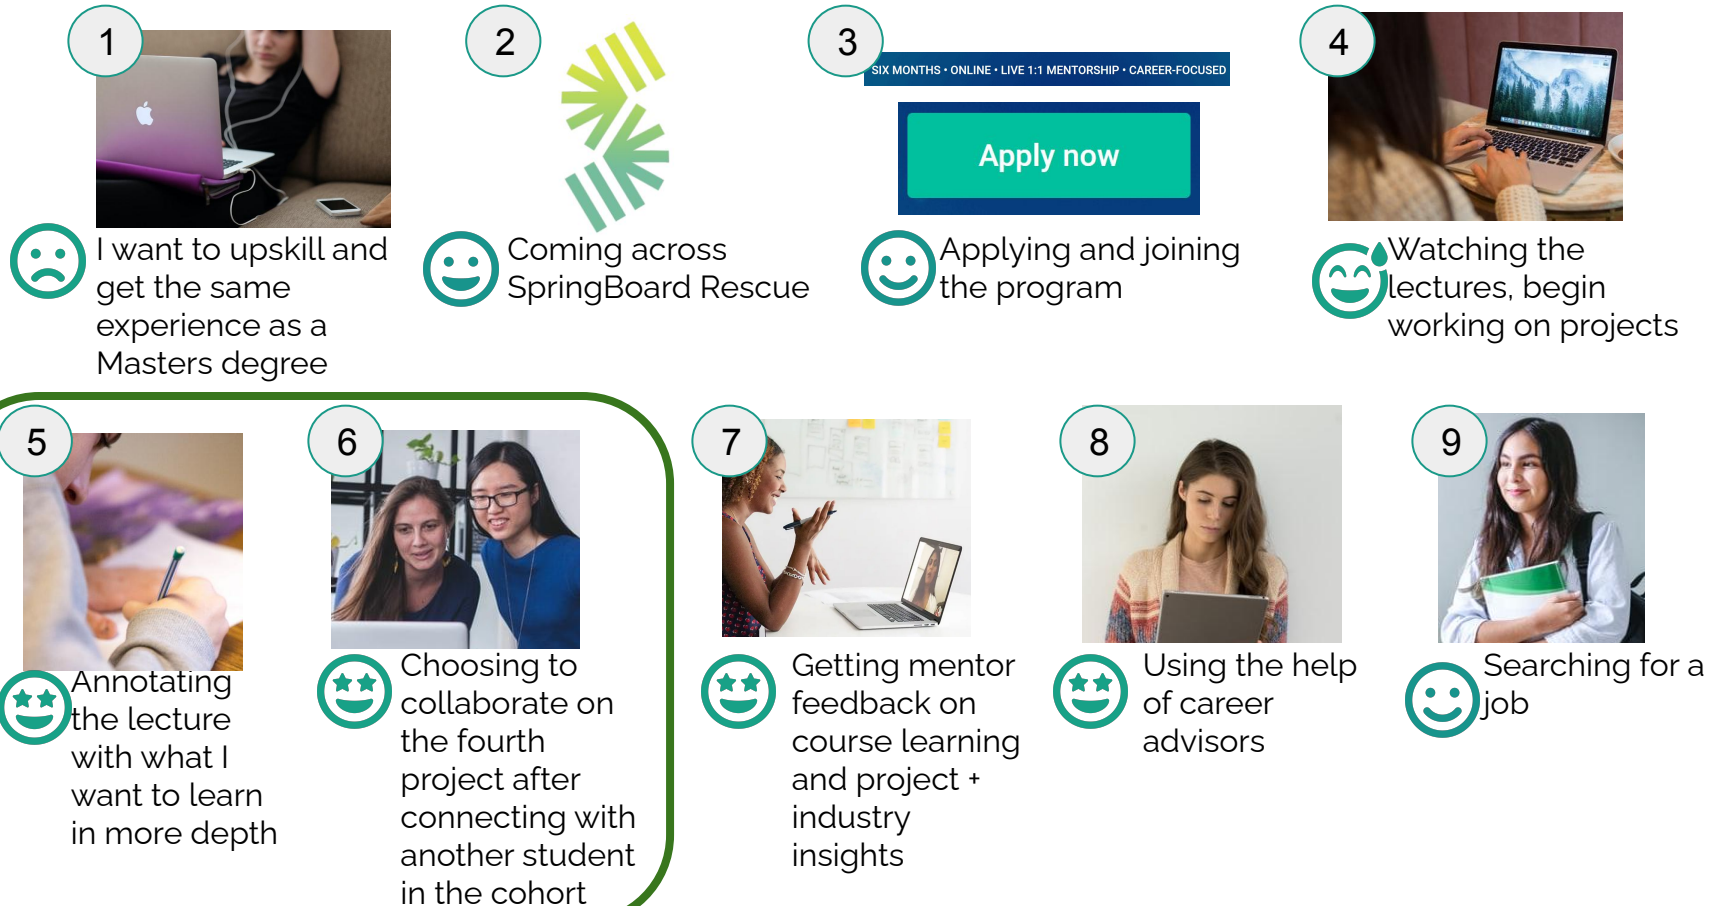 1
2
3
4
SIX MONTHS • ONLINE • LIVE 1:1 MENTORSHIP • CAREER-FOCUSED
Apply now
I want to upskill and
get the same
experience as a
Masters degree
Coming across
SpringBoard Rescue
Applying and joining
the program
Watching the
lectures, begin
working on projects
5
6
7
8
9
Annotating
the lecture
with what I
want to learn
in more depth
Choosing to
collaborate on
the fourth
project after
connecting with
another student
in the cohort
Getting mentor
feedback on
course learning
and project +
industry
insights
Using the help
of career
advisors
Searching for a
job